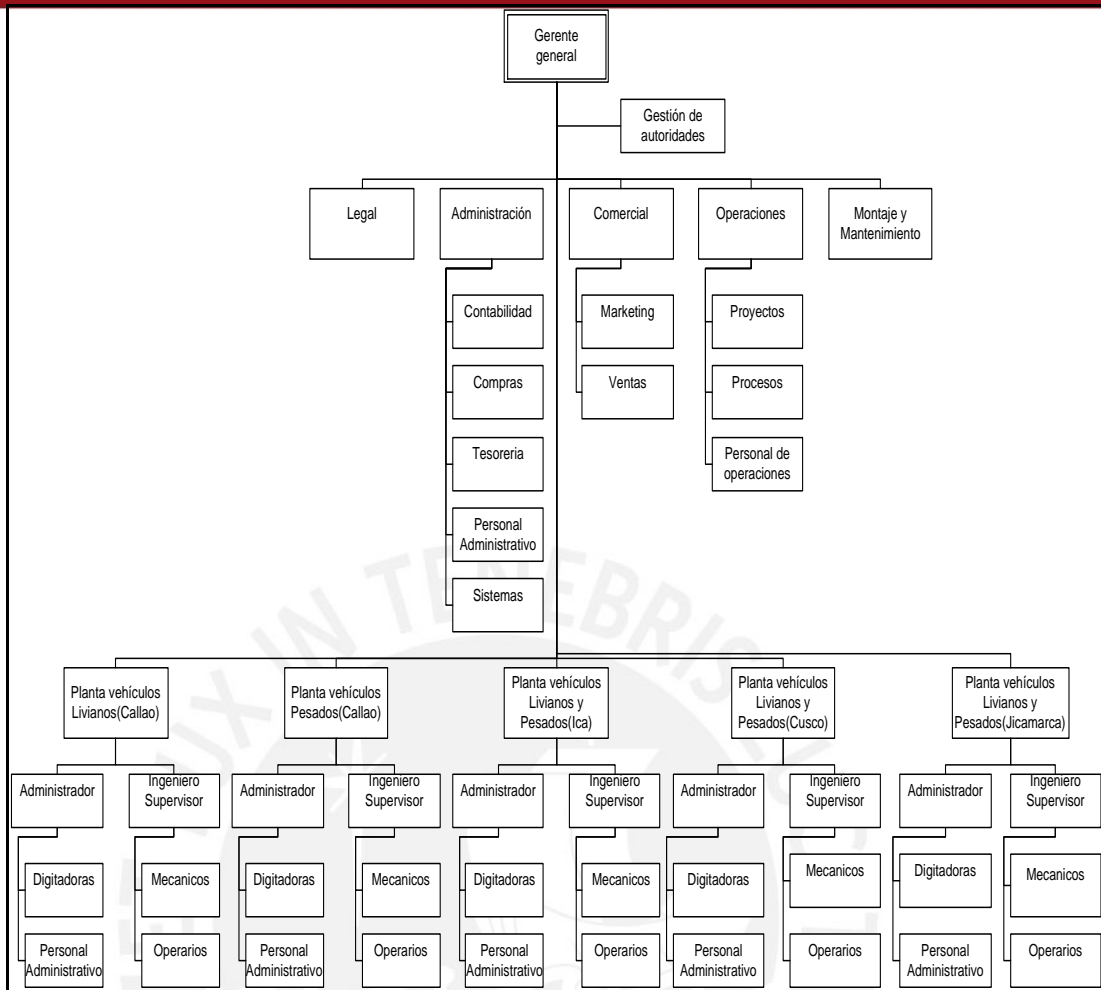 Gerente
general
Gestión de
autoridades
Legal
Administración
Comercial
Operaciones
Montaje y
Mantenimiento
Contabilidad
Marketing
Proyectos
Compras
Ventas
Procesos
Tesoreria
Personal de
operaciones
Personal
Administrativo
Sistemas
IN TENEBRIS
LUX
Planta vehículos
Livianos(Callao)
Planta vehículos
Pesados(Callao)
Planta vehículos
Livianos y
Pesados(Ica)
Planta vehículos
Livianos y
Pesados(Cusco)
Planta vehículos
Livianos y
Pesados(Jicamarca)
Administrador
Ingeniero
Supervisor
Administrador
Ingeniero
Supervisor
Administrador
Ingeniero
Supervisor
Administrador
Ingeniero
Supervisor
Administrador
Ingeniero
Supervisor
Digitadoras
Mecanicos
Digitadoras
Mecanicos
Digitadoras
Mecanicos
Digitadoras
Mecanicos
Digitadoras
Mecanicos
Personal
Administrativo
Operarios
Personal
Administrativo
Operarios
Personal
Administrativo
Operarios
Personal
Administrativo
Operarios
Personal
Administrativo
Operarios